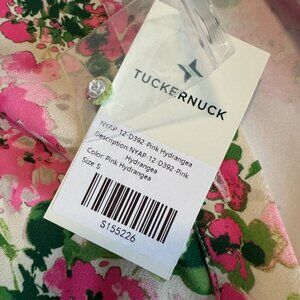 TUCKERNUCK
NYAP-12-D392-Pink Hydrangea
Description:NYAP-12-D392-Pink
Hydrangea
Color: Pink Hydrangea
Size: S
S155226